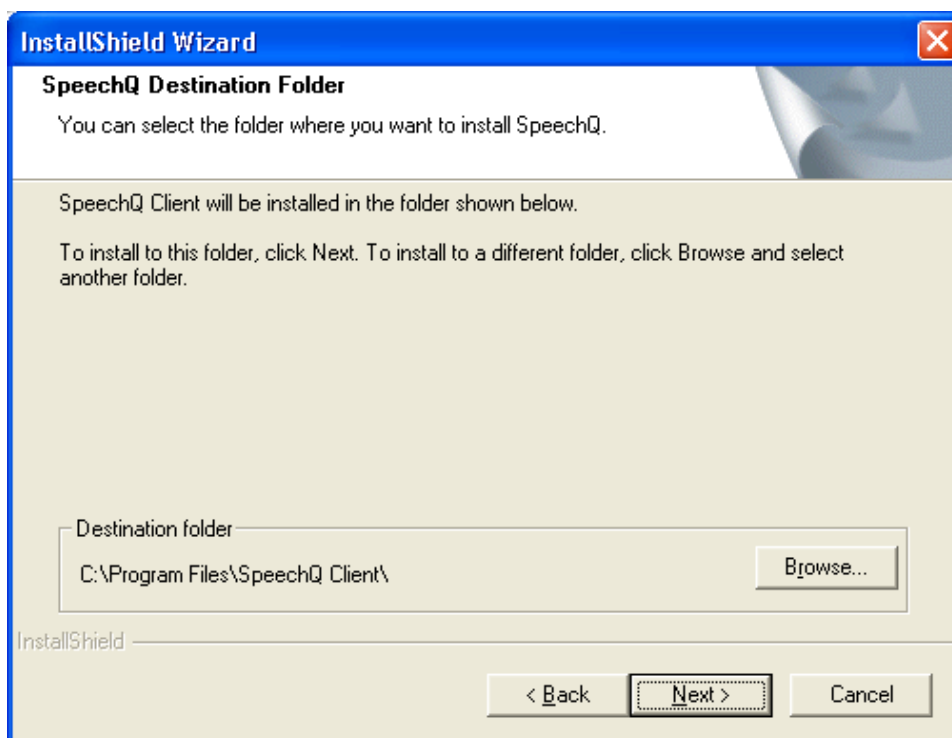 InstallShield Wizard
SpeechQ Destination Folder
You can select the folder where you want to install SpeechQ.
SpeechQ Client will be installed in the folder shown below.
To install to this folder, click Next. To install to a different folder, click Browse and select
another folder.
Destination folder
C:\Program Files\SpeechQ Client\
Browse...
InstallShield
< Back
Next >
Cancel